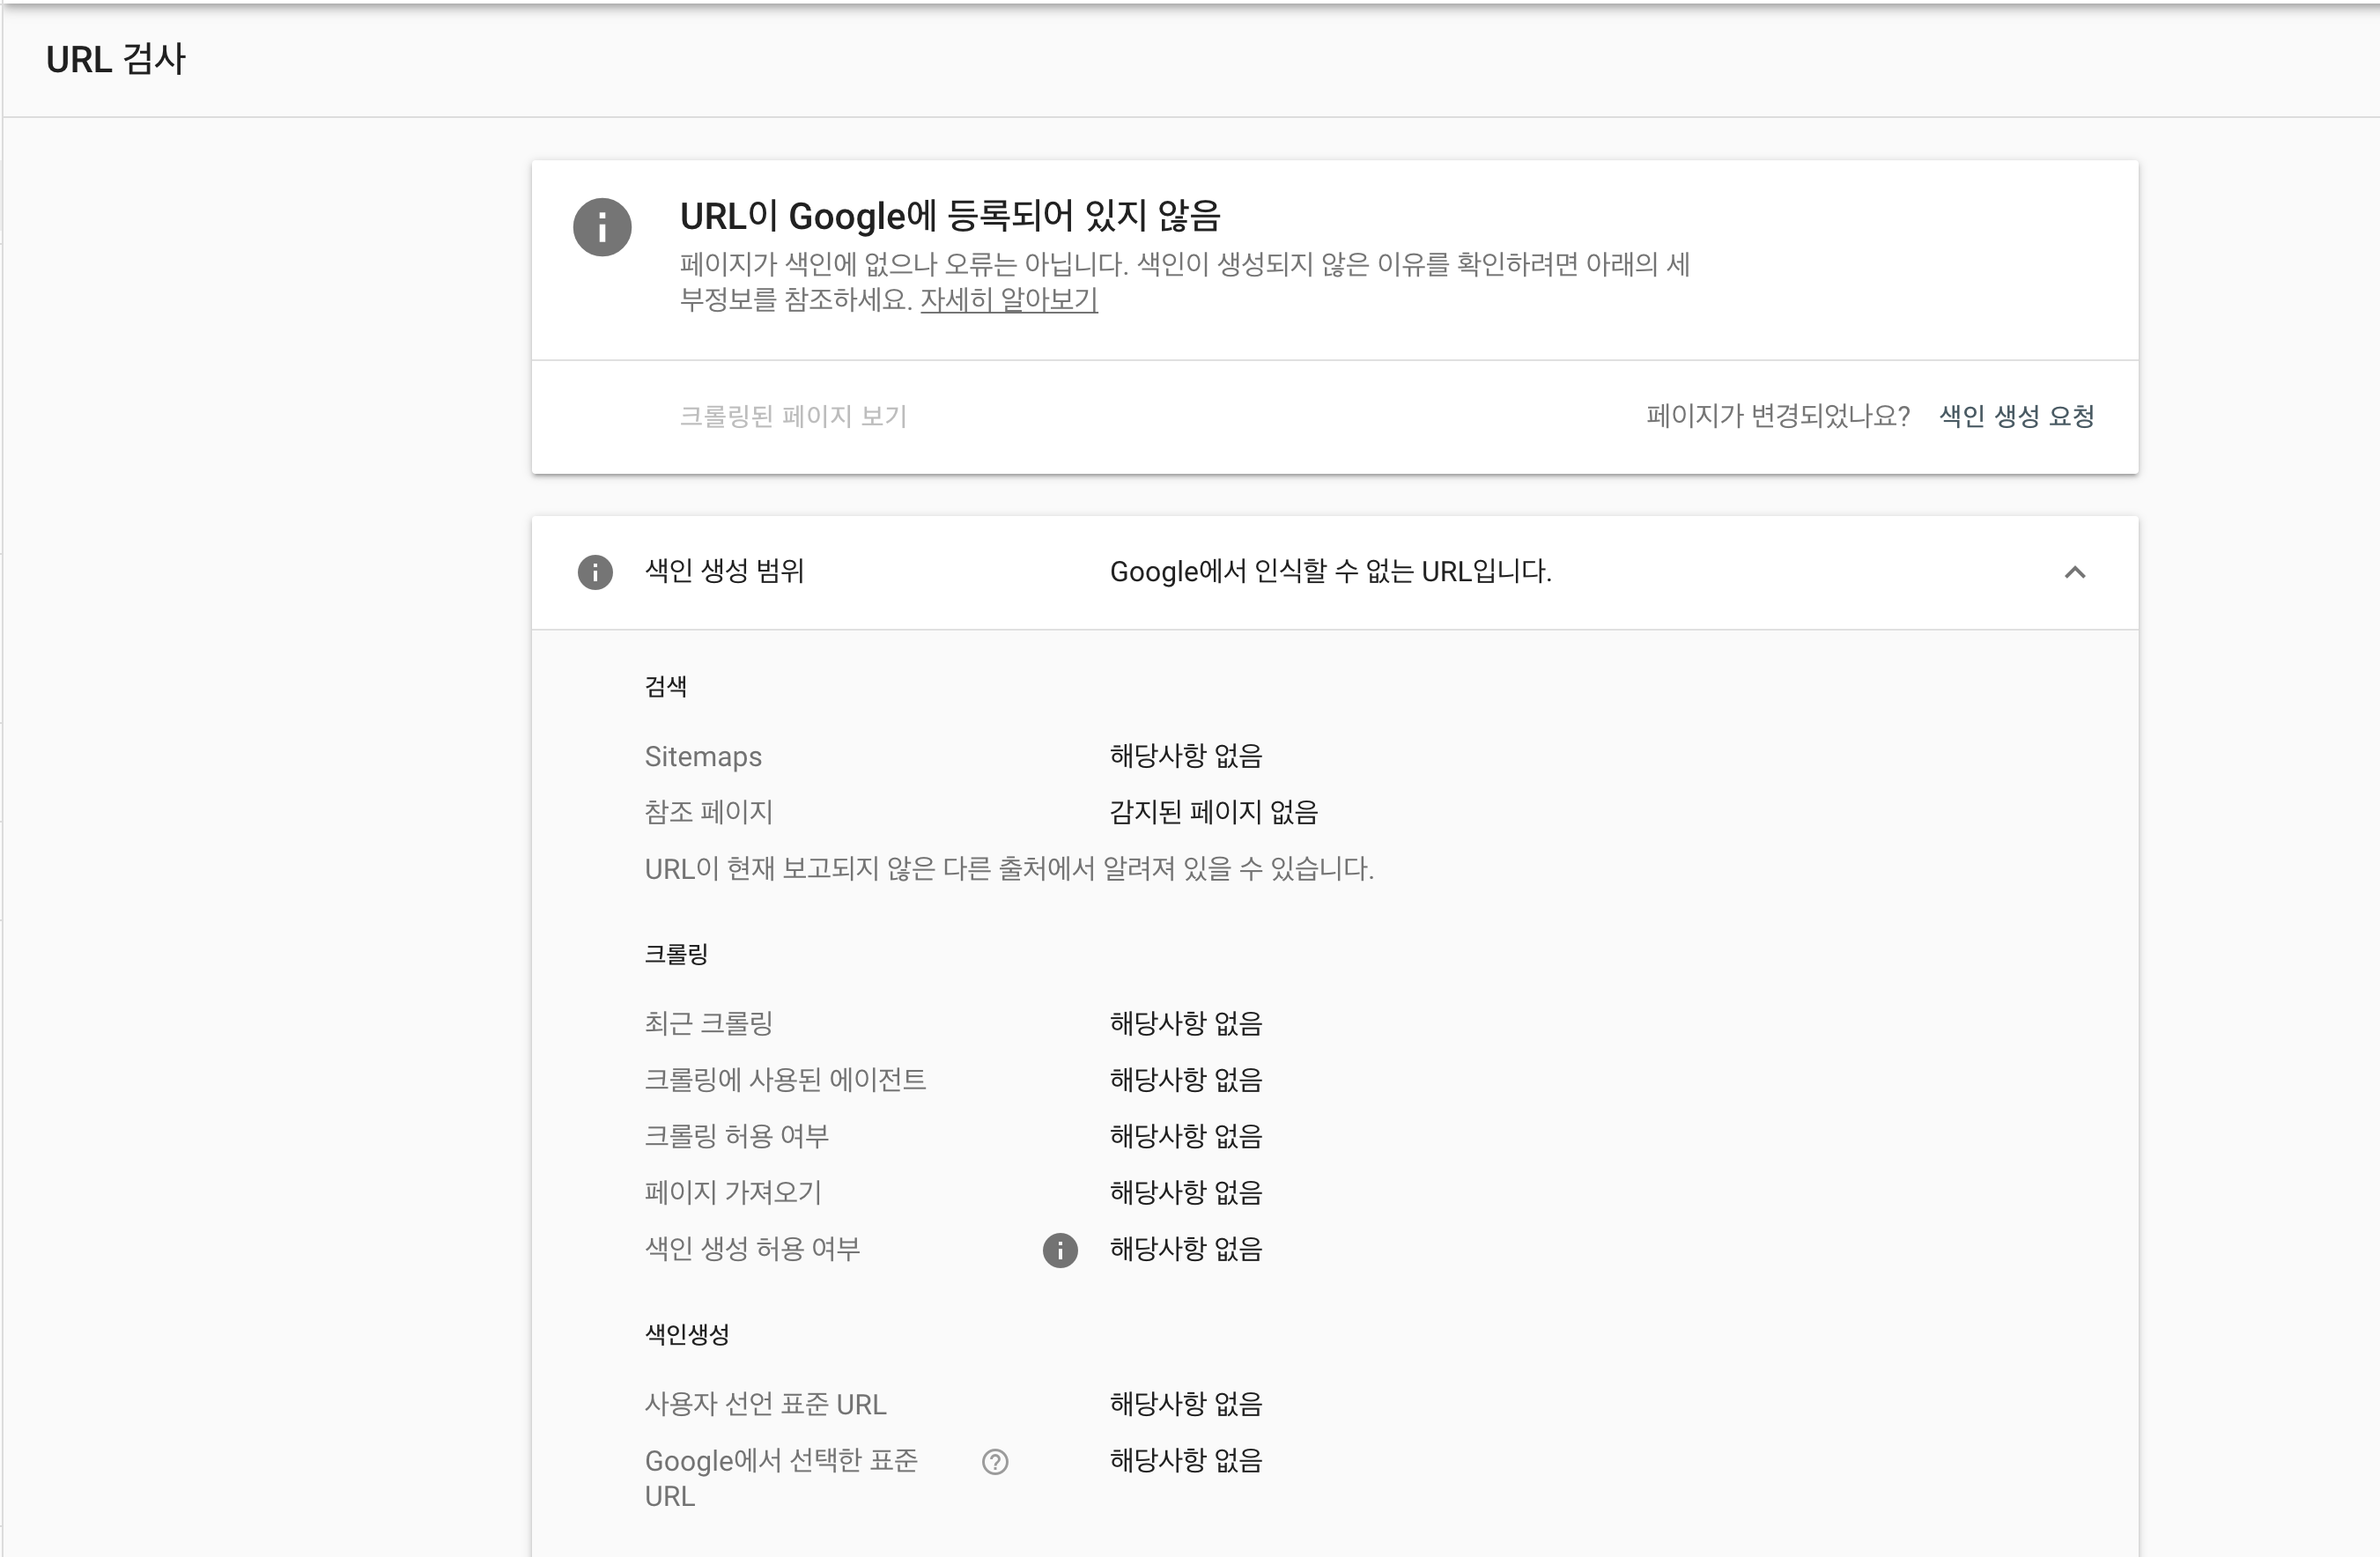 URL 검사
URL이 Google에 등록되어 있지 않음
페이지가 색인에 없으나 오류는 아닙니다. 색인이 생성되지 않은 이유를 확인하려면 아래의 세
부정보를 참조하세요. 자세히 알아보기
크롤링된 페이지 보기
페이지가 변경되었나요? 색인 생성 요청
색인 생성 범위
Google에서 인식할 수 없는 URL입니다.
검색
Sitemaps 해당사항 없음
참조 페이지 감지된 페이지 없음
URL이 현재 보고되지 않은 다른 출처에서 알려져 있을 수 있습니다.
크롤링
최근 크롤링 해당사항 없음
크롤링에 사용된 에이전트 해당사항 없음
크롤링 허용 여부 해당사항 없음
페이지 가져오기 해당사항 없음
색인 생성 허용 여부 해당사항 없음
색인생성
사용자 선언 표준 URL 해당사항 없음
Google에서 선택한 표준 해당사항 없음
URL